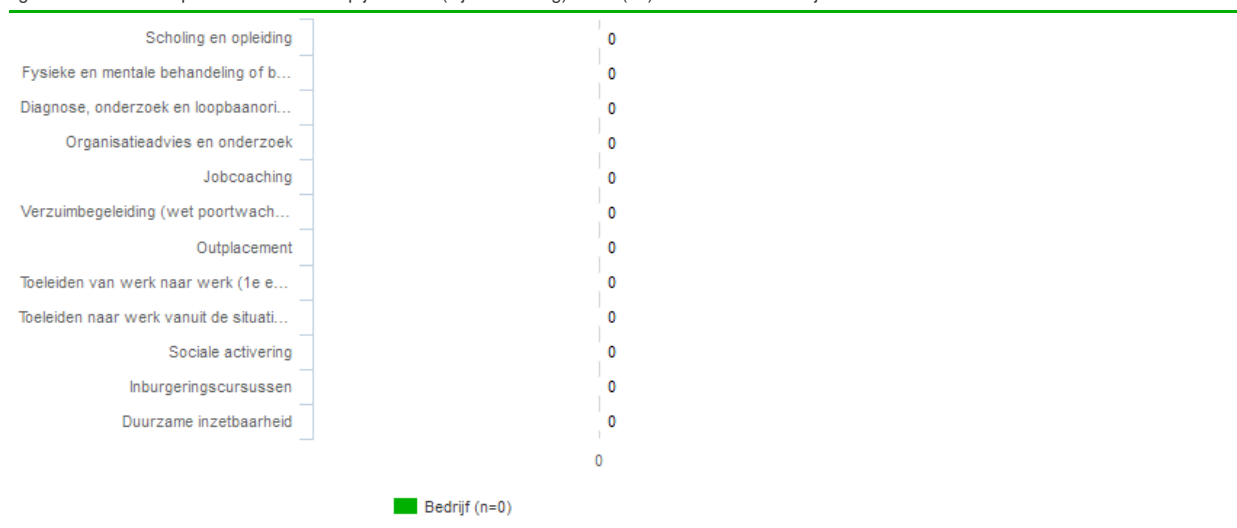 Scholing en opleiding 0
Fysieke en mentale behandeling of b... 0
Diagnose, onderzoek en loopbaanori... 0
Organisatieadvies en onderzoek 0
Jobcoaching 0
Verzuimbegeleiding (wet poortwach... 0
Outplacement 0
Toeleiden van werk naar werk (1e e... 0
Toeleiden naar werk vanuit de situati... 0
Sociale activering 0
Inburgeringscursussen 0
Duurzame inzetbaarheid 0
0
Bedrijf (n=0)